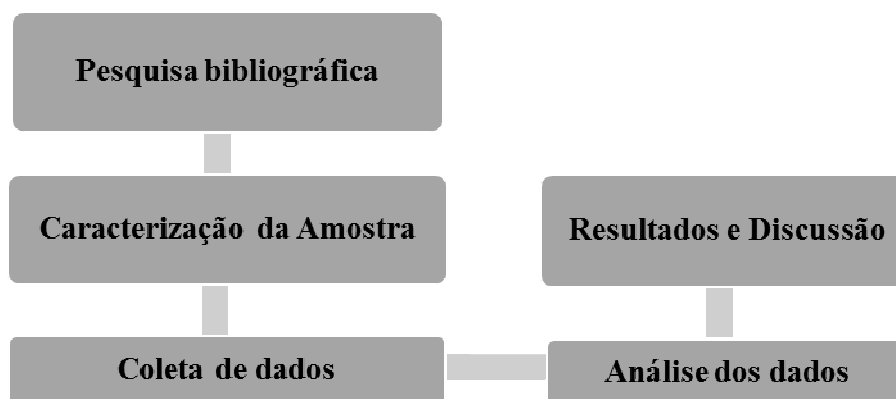 Pesquisa bibliográfica
Caracterização da Amostra
Coleta de dados
Análise dos dados
Resultados e Discussão